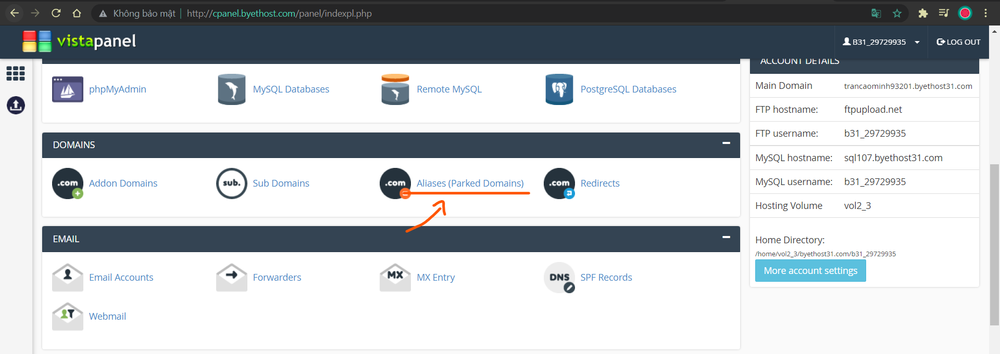 Không bảo mật | http://cpanel.byethost.com/panel/indexpl.php
vistapanel
B31_29729935
LOG OUT
phpMyAdmin
MySQL Databases
Remote MySQL
PostgreSQL Databases
DOMAINS
.com
Addon Domains
sub.
Sub Domains
.com
Aliases (Parked Domains)
.com
Redirects
EMAIL
Email Accounts
Forwarders
MX
MX Entry
DNS
SPF Records
Webmail
ACCOUNT DETAILS
Main Domain trancaominh93201.byethost31.com
FTP hostname: ftpupload.net
FTP username: b31_29729935
MySQL hostname: sql107.byethost31.com
MySQL username: b31_29729935
Hosting Volume vol2_3
Home Directory:
/home/vol2_3/byethost31.com/b31_29729935
More account settings